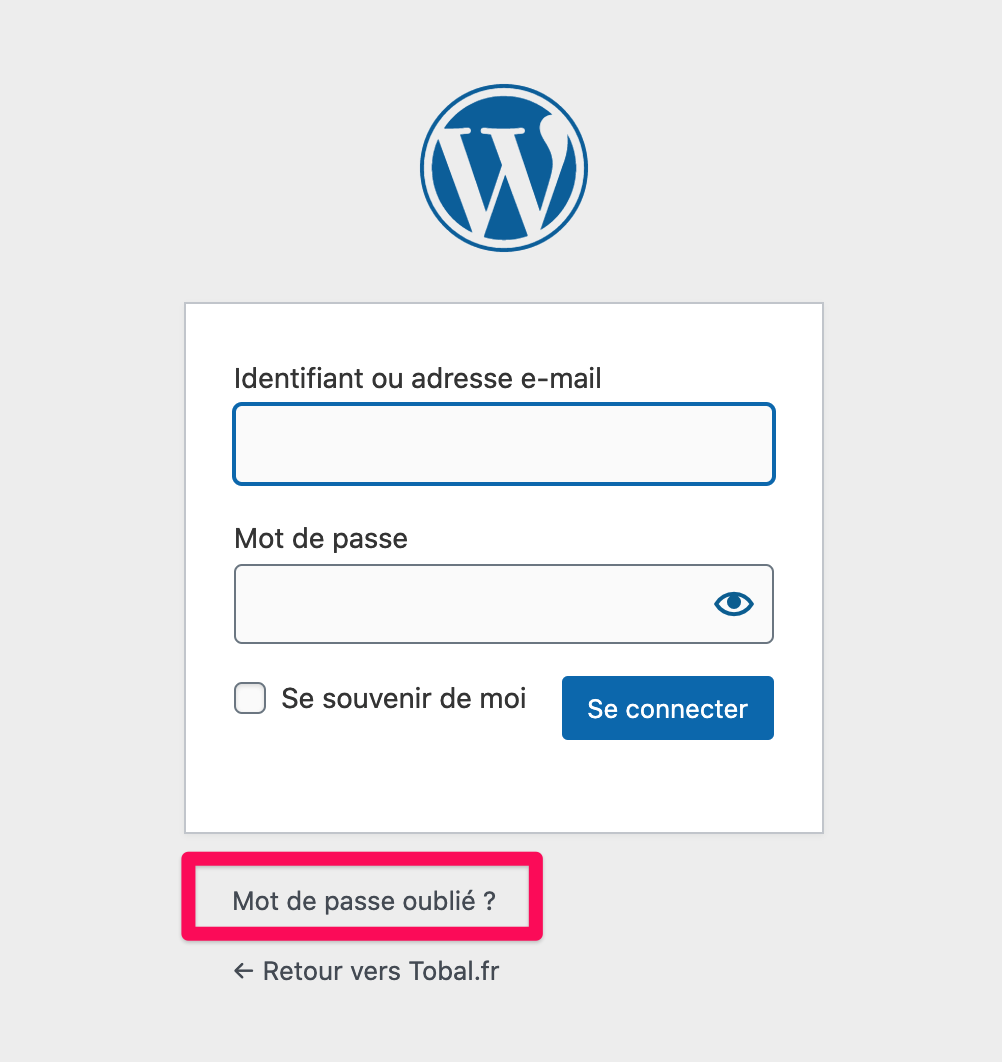 Identifiant ou adresse e-mail
Mot de passe
Se souvenir de moi
Se connecter
Mot de passe oublié ?
← Retour vers Tobal.fr